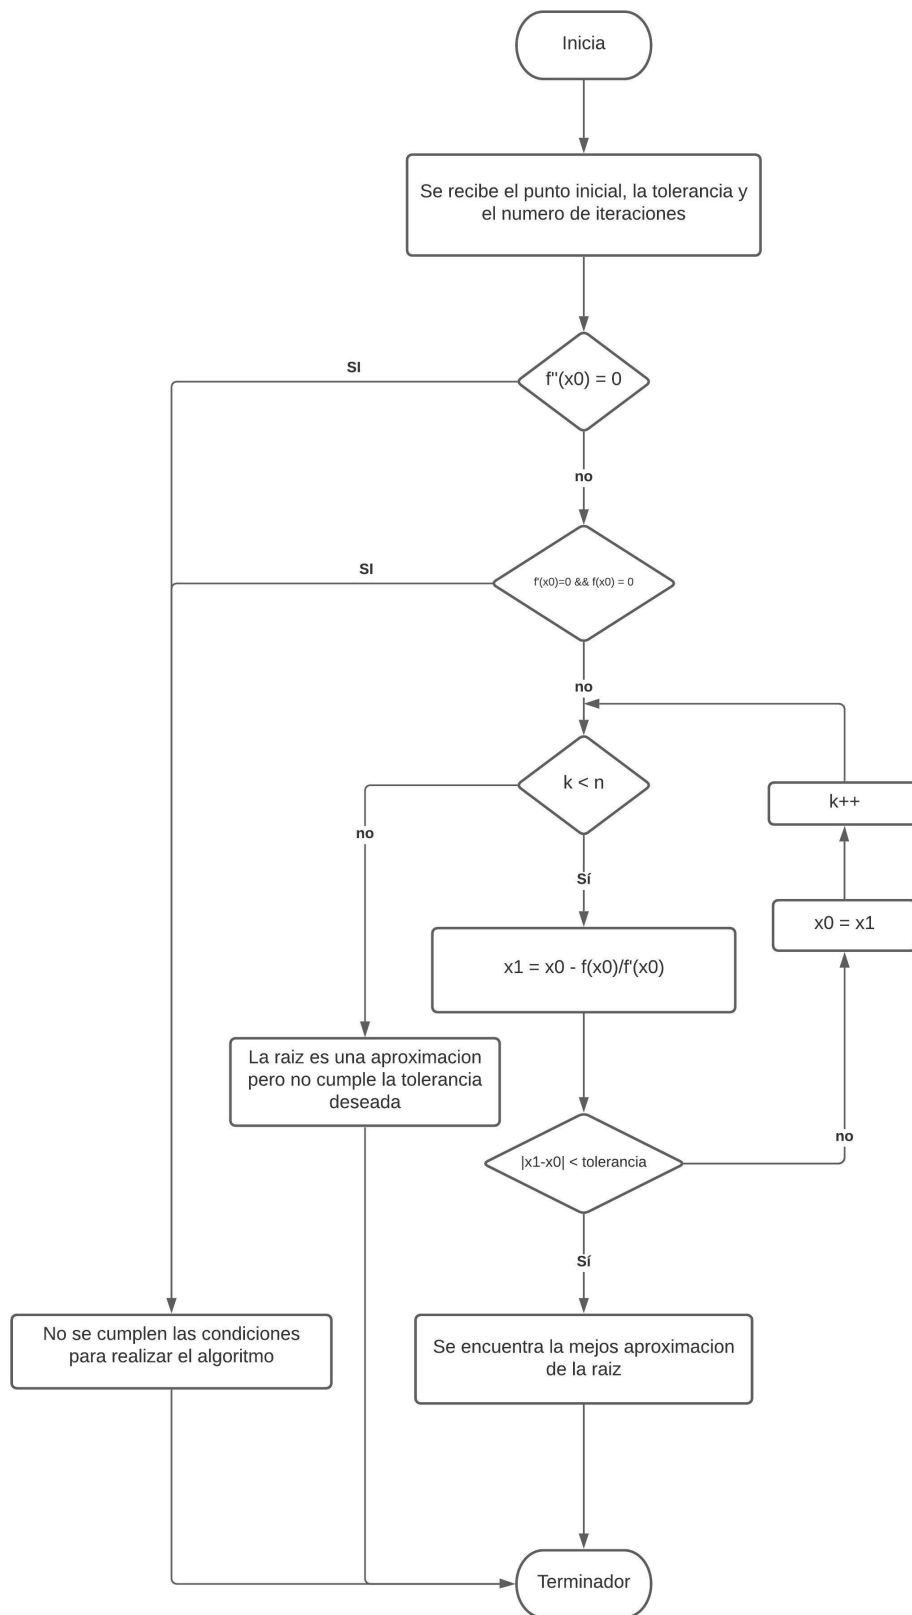 Inicia
Se recibe el punto inicial, la tolerancia y
el numero de iteraciones
SI
f''(x0) = 0
no
SI
f'(x0)=0 && f(x0) = 0
no
k < n
k++
no
Sí
x0 = x1
x1 = x0 - f(x0)/f'(x0)
La raiz es una aproximacion
pero no cumple la tolerancia
deseada
no
|x1-x0| < tolerancia
Sí
No se cumplen las condiciones
para realizar el algoritmo
Se encuentra la mejos aproximacion
de la raiz
Terminador